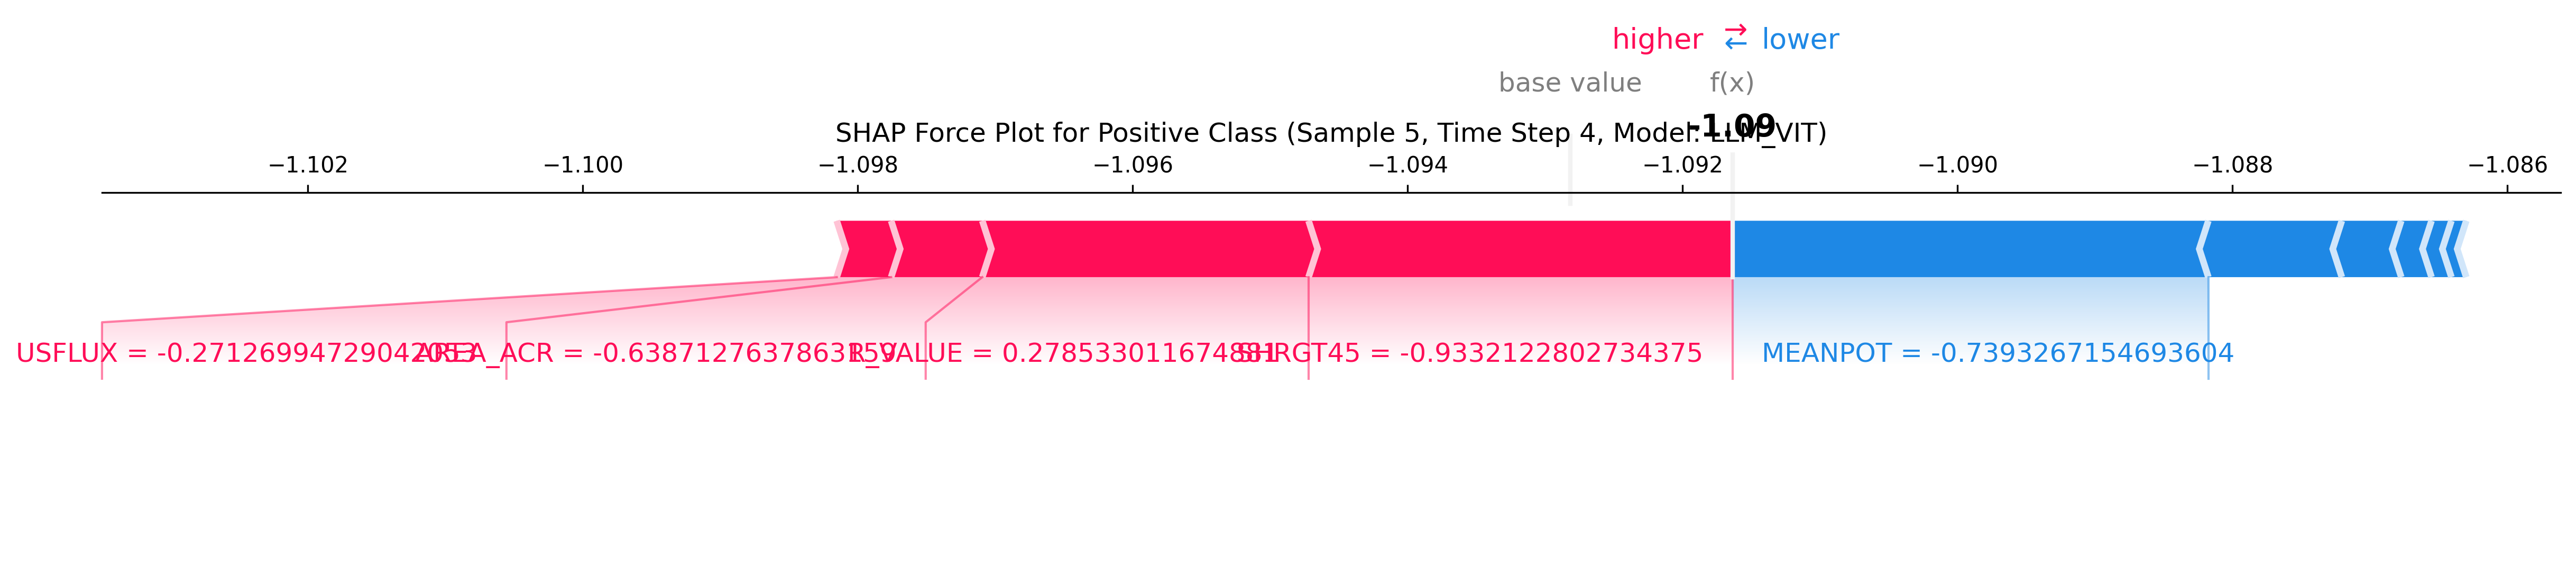 higher ⇄ lower
base value f(x)
-1.09
SHAP Force Plot for Positive Class (Sample 5, Time Step 4, Model: LLM_VIT)
−1.102 −1.100 −1.098 −1.096 −1.094 −1.092 −1.090 −1.088 −1.086
USFLUX = -0.27126994729042053 AREA_ACR = -0.6387127637863159 R_VALUE = 0.278533011674881 SHRGT45 = -0.9332122802734375 MEANPOT = -0.7393267154693604